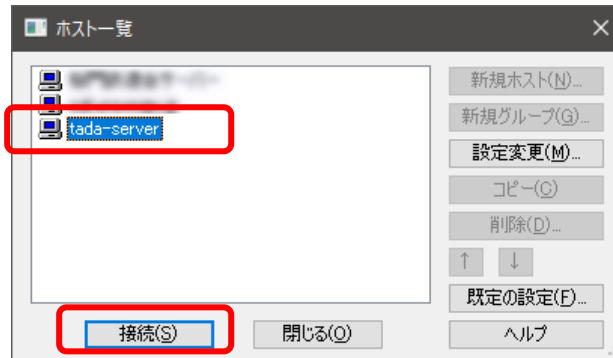 ホスト一覧
tada-server
新規ホスト(N)...
新規グループ(G)...
設定変更(M)...
コピー(C)
削除(D)...
↑ ↓
既定の設定(F)...
接続(S)
閉じる(O)
ヘルプ